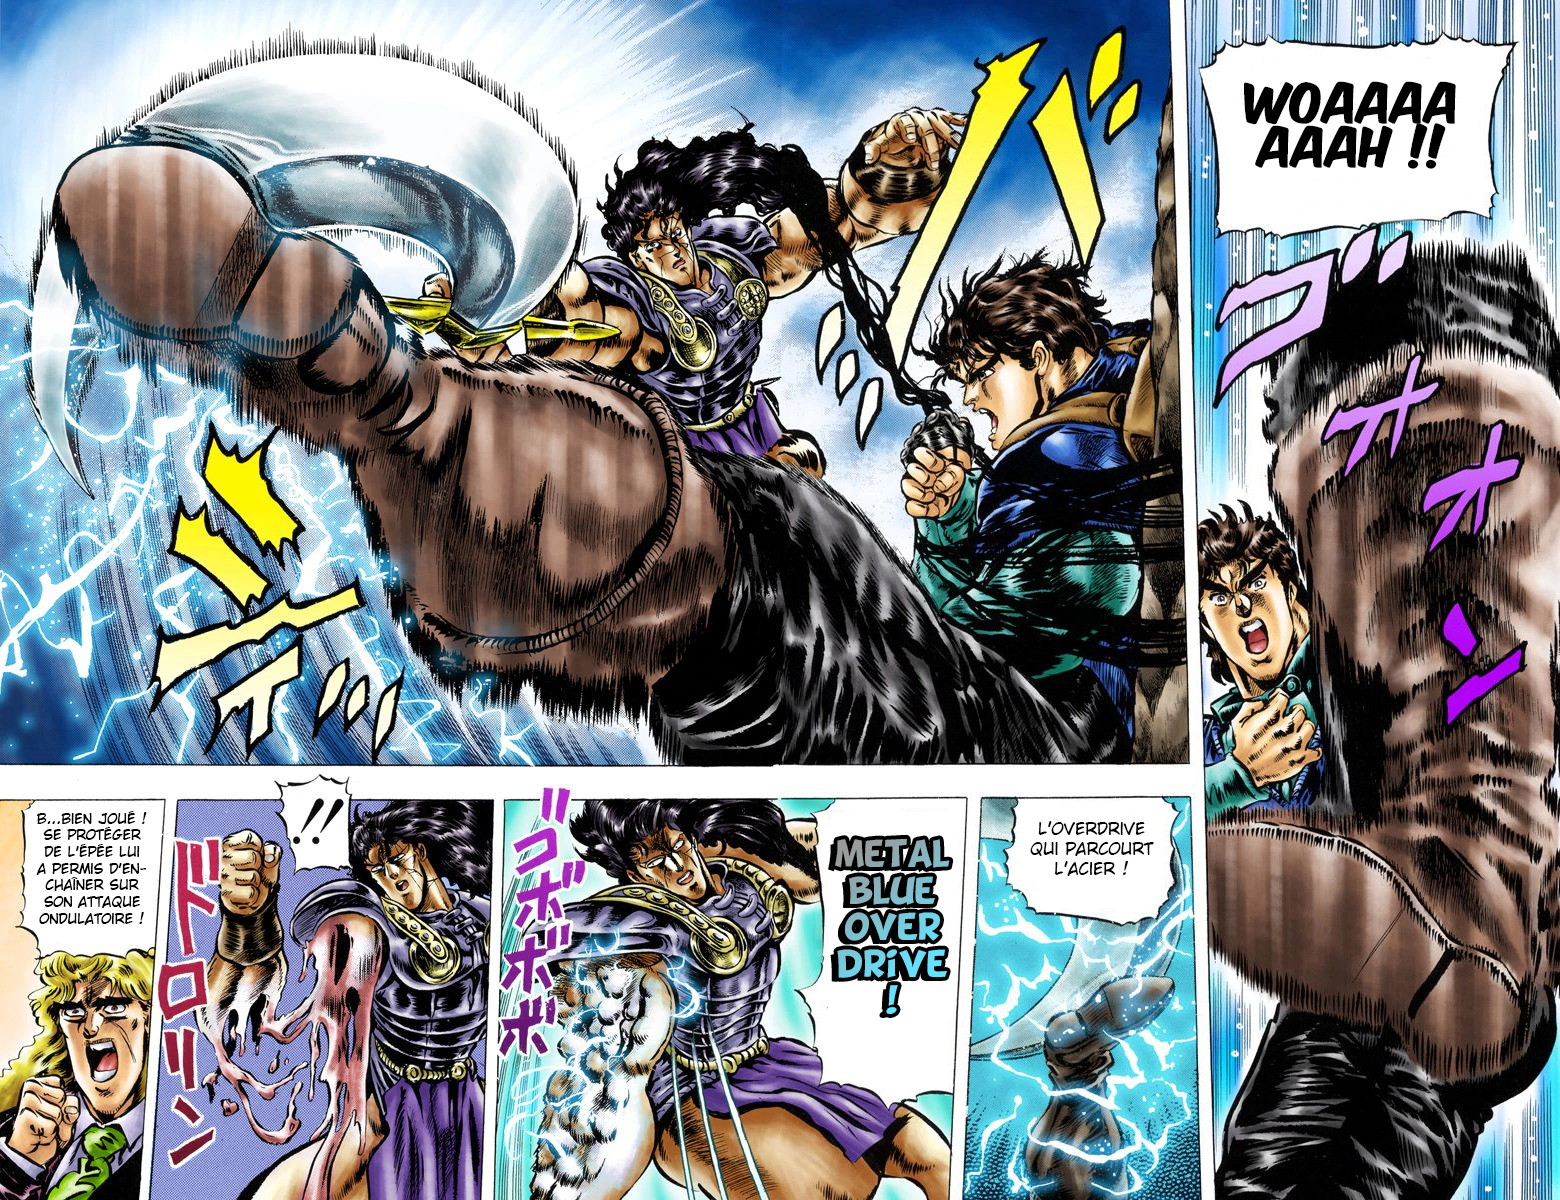 WOAAAA
AAAH !!
ゴオオン
バ
L'OVERDRIVE
QUI PARCOURT
L'ACIER !
METAL
BLUE
OVER
DRIVE
!
ゴボボボ
!!
ドロリン
B...BIEN JOUÉ !
SE PROTÉGER
DE L'ÉPÉE LUI
A PERMIS D'EN-
CHAÎNER SUR
SON ATTAQUE
ONDULATOIRE !